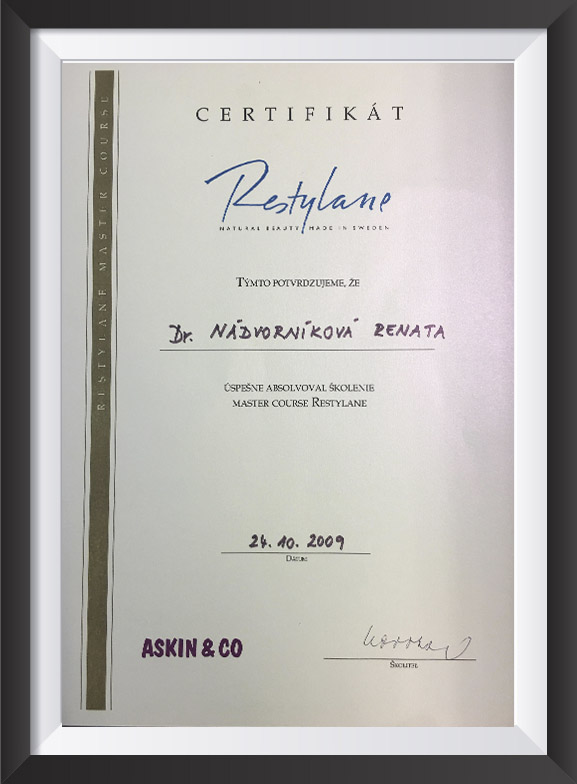 CERTIFIKÁT
RESTYLANE MASTER COURSE
Restylane
NATURAL BEAUTY MADE IN SWEDEN
TÝMTO POTVRDZUJEME, ŽE
Dr. NÁDVORNÍKOVÁ RENATA
ÚSPEŠNE ABSOLVOVAL ŠKOLENIE
MASTER COURSE RESTYLANE
24. 10. 2009
DÁTUM
ASKIN & CO
ŠKOLITEL